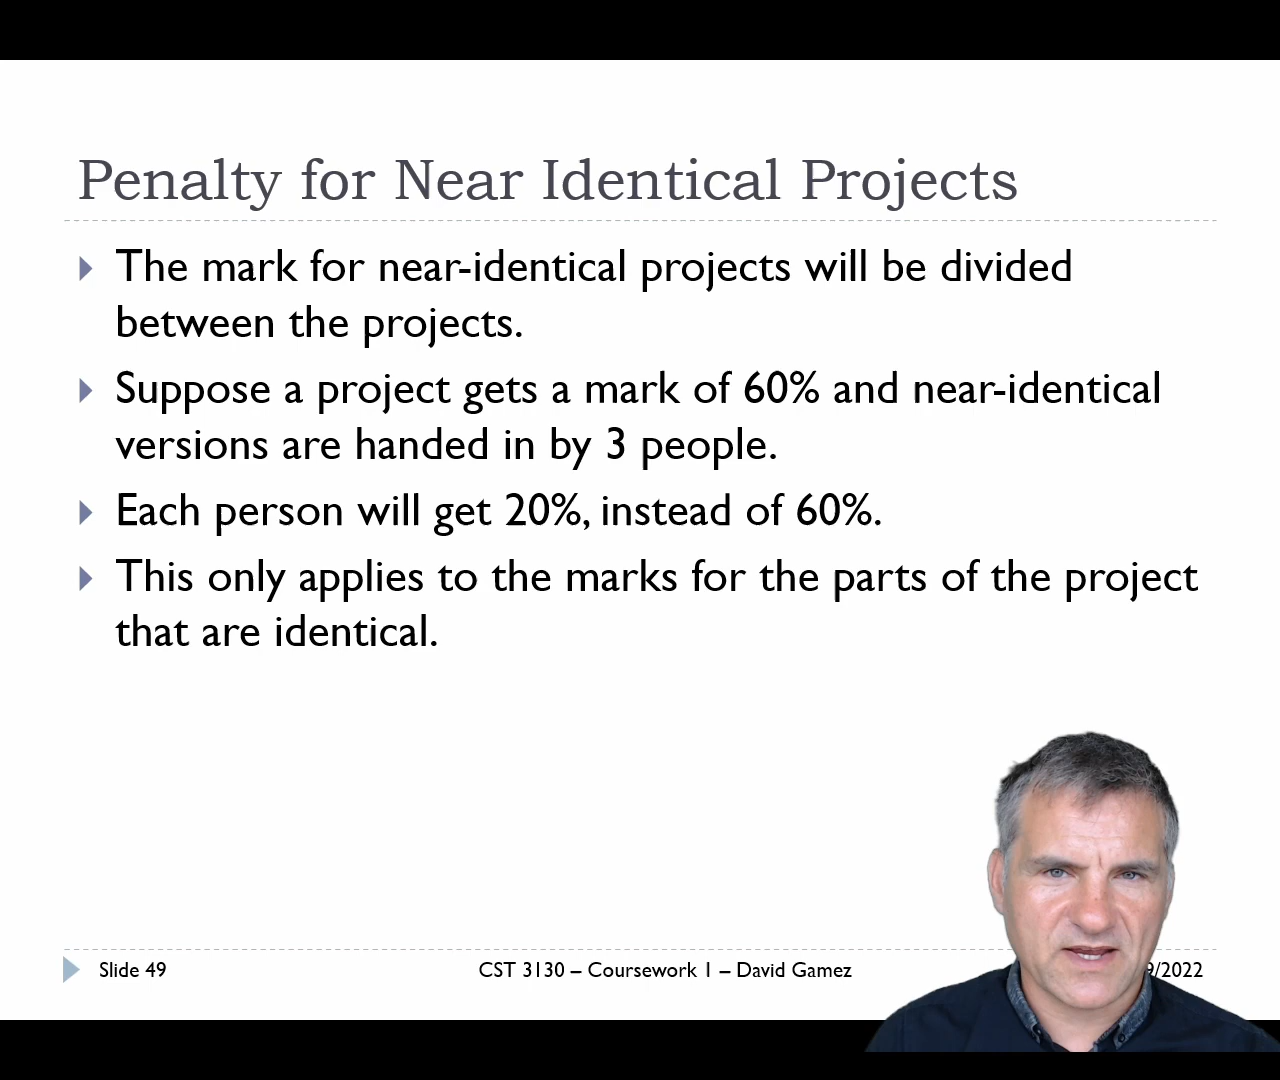 Penalty for Near Identical Projects
The mark for near-identical projects will be divided
between the projects.
Suppose a project gets a mark of 60% and near-identical
versions are handed in by 3 people.
Each person will get 20%, instead of 60%.
This only applies to the marks for the parts of the project
that are identical.
Slide 49
CST 3130 – Coursework 1 – David Gamez
9/2022